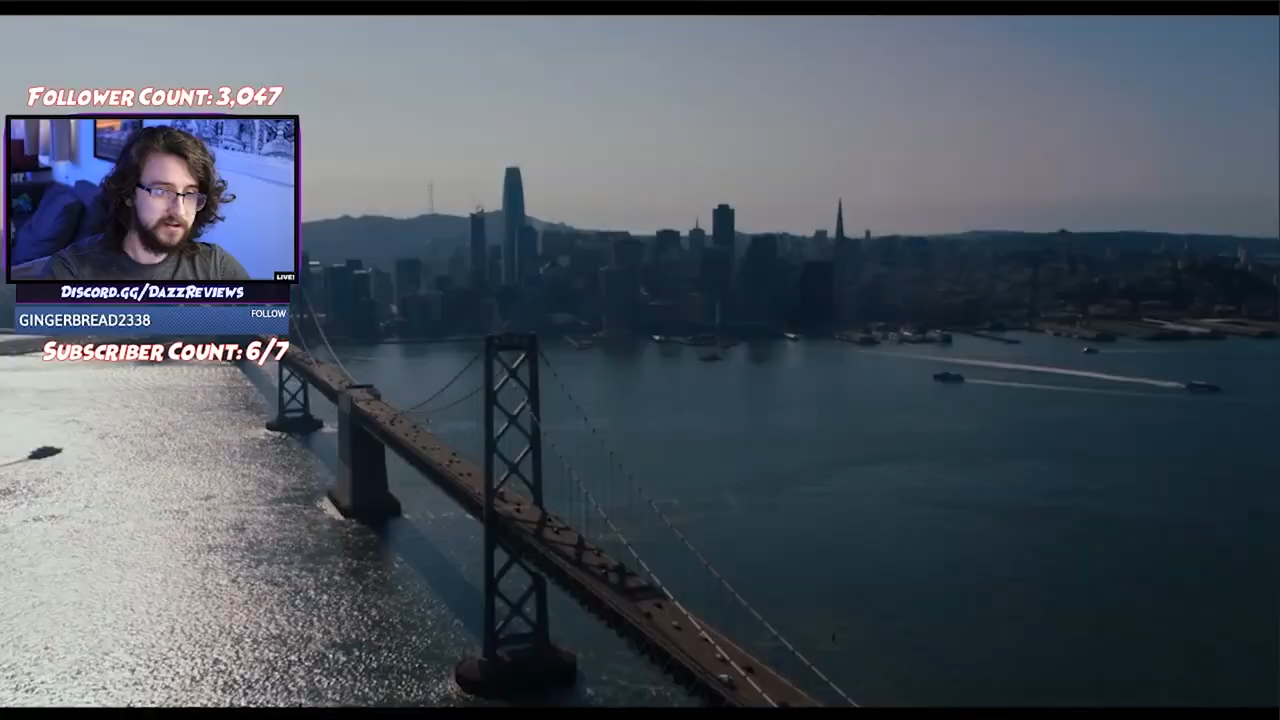 Follower Count: 3,047
LIVE!
Discord.gg/DazzReviews
GINGERBREAD2338
FOLLOW
Subscriber Count: 6/7